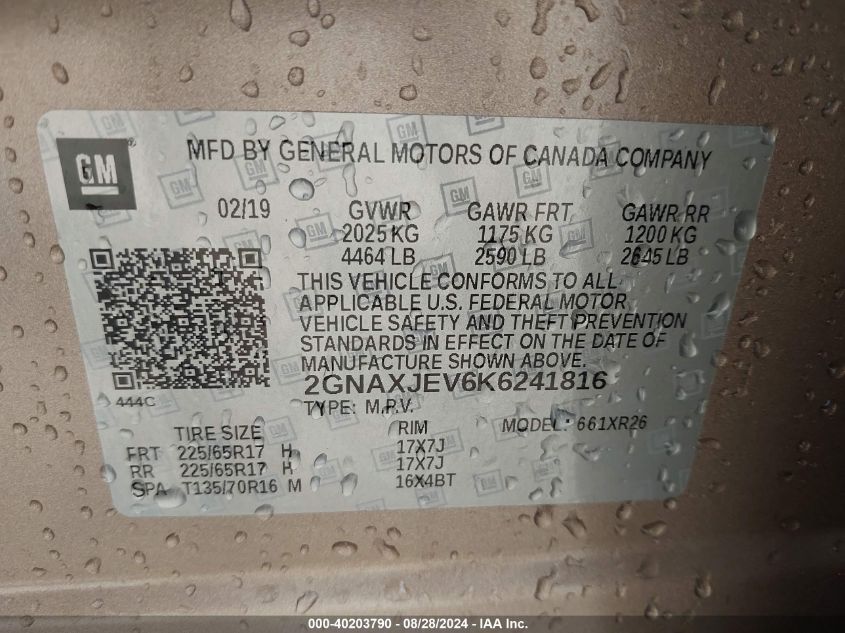 GM
MFD BY GENERAL MOTORS OF CANADA COMPANY
02/19 GVWR GAWR FRT GAWR RR
2025 KG 1175 KG 1200 KG
4464 LB 2590 LB 2645 LB
THIS VEHICLE CONFORMS TO ALL
APPLICABLE U.S. FEDERAL MOTOR
VEHICLE SAFETY AND THEFT PREVENTION
STANDARDS IN EFFECT ON THE DATE OF
MANUFACTURE SHOWN ABOVE.
2GNAXJEV6K6241816
444C TYPE: M.P.V.
TIRE SIZE RIM MODEL: 661XR26
FRT 225/65R17 H 17X7J
RR 225/65R17 H 17X7J
SPA T135/70R16 M 16X4BT
000-40203790 - 08/28/2024 - IAA Inc.